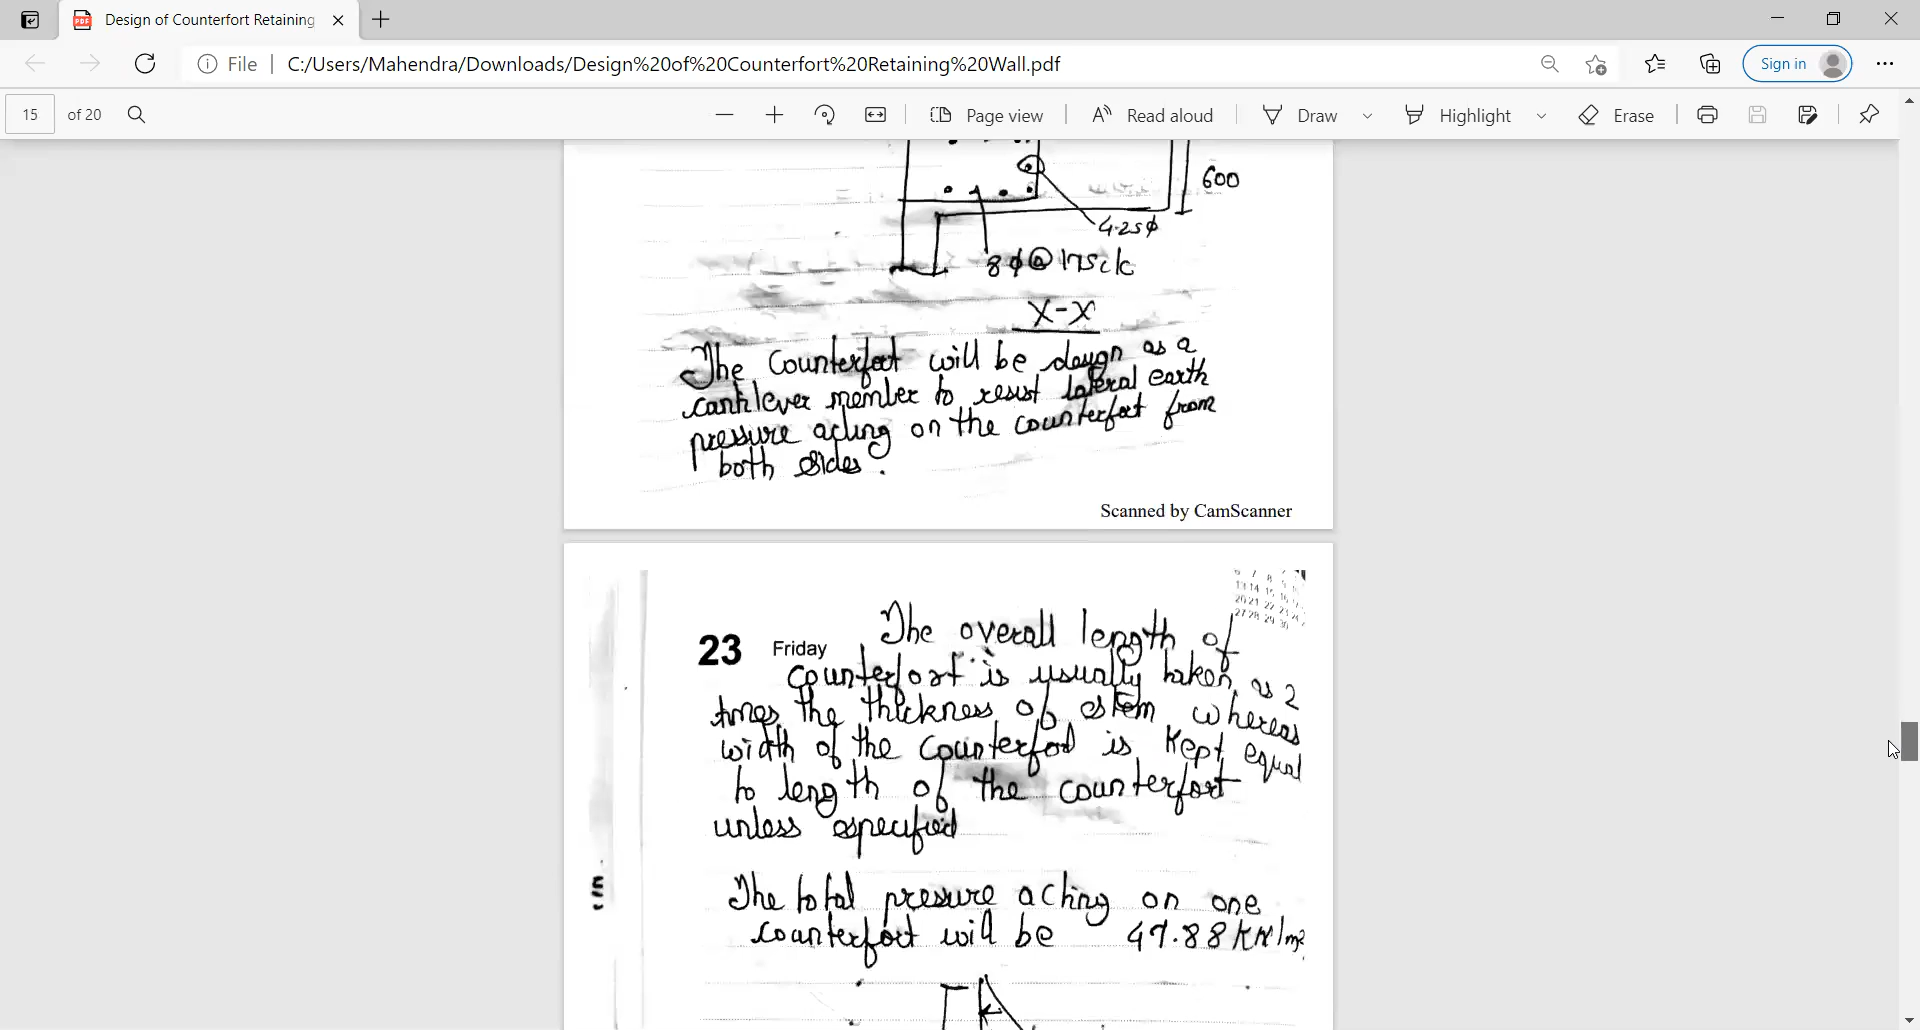 Design of Counterfort Retaining
File | C:/Users/Mahendra/Downloads/Design%20of%20Counterfort%20Retaining%20Wall.pdf
Sign in
15 of 20
Page view
Read aloud
Draw
Highlight
Erase
600
4-25φ
8φ@175c/c
X-X
The Counterfort will be design as a
cantilever member to resist lateral earth
pressure acting on the counterfort from
both sides.
Scanned by CamScanner
23 Friday
The overall length of
counterfort is usually taken as 2
times the thickness of stem whereas
width of the counterfort is kept equal
to length of the counterfort
unless specified
The total pressure acting on one
counterfort will be 47.88 KN/m²